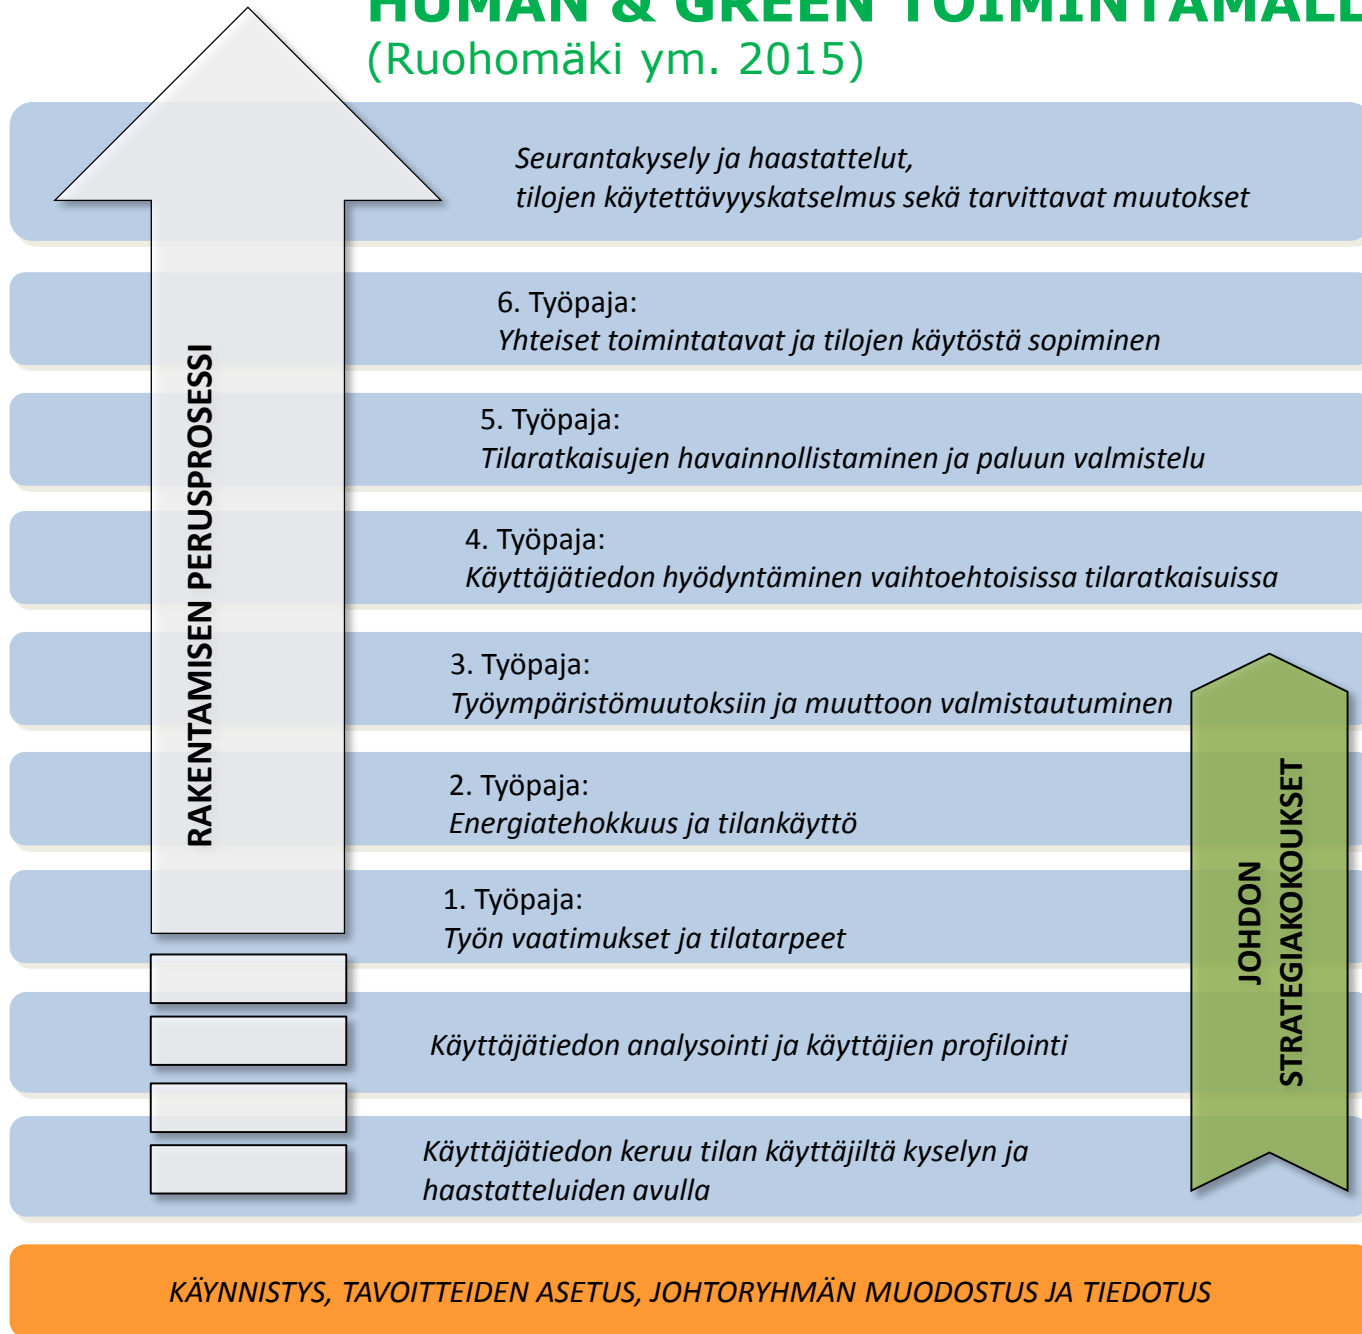 HUMAN & GREEN TOIMINTAMALL
(Ruohomäki ym. 2015)
Seurantakysely ja haastattelut,
tilojen käytettävyyskatselmus sekä tarvittavat muutokset
6. Työpaja:
Yhteiset toimintatavat ja tilojen käytöstä sopiminen
5. Työpaja:
Tilaratkaisujen havainnollistaminen ja paluun valmistelu
4. Työpaja:
Käyttäjätiedon hyödyntäminen vaihtoehtoisissa tilaratkaisuissa
3. Työpaja:
Työympäristömuutoksiin ja muuttoon valmistautuminen
2. Työpaja:
Energiatehokkuus ja tilankäyttö
1. Työpaja:
Työn vaatimukset ja tilatarpeet
Käyttäjätiedon analysointi ja käyttäjien profilointi
Käyttäjätiedon keruu tilan käyttäjiltä kyselyn ja
haastatteluiden avulla
RAKENTAMISEN PERUSPROSESSI
JOHDON
STRATEGIAKOKOUKSET
KÄYNNISTYS, TAVOITTEIDEN ASETUS, JOHTORYHMÄN MUODOSTUS JA TIEDOTUS